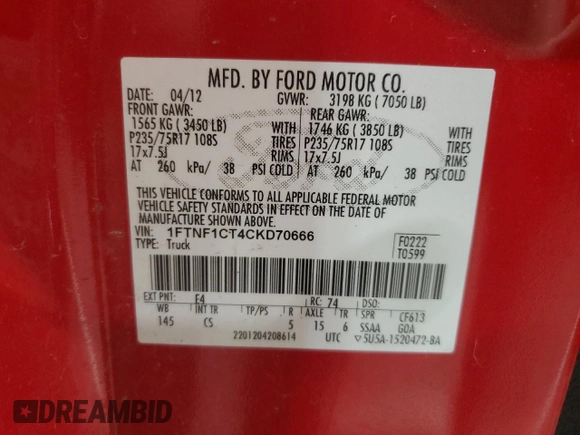 MFD. BY FORD MOTOR CO.
DATE: 04/12 GVWR: 3198 KG ( 7050 LB)
FRONT GAWR: REAR GAWR:
1565 KG ( 3450 LB) WITH 1746 KG ( 3850 LB) WITH
P235/75R17 108S TIRES P235/75R17 108S TIRES
17x7.5J RIMS 17x7.5J RIMS
AT 260 kPa/ 38 PSI COLD AT 260 kPa/ 38 PSI COLD
THIS VEHICLE CONFORMS TO ALL APPLICABLE FEDERAL MOTOR
VEHICLE SAFETY STANDARDS IN EFFECT ON THE DATE OF
MANUFACTURE SHOWN ABOVE.
VIN: 1FTNF1CT4CKD70666 F0222
TYPE: Truck T0599
EXT PNT: E4 RC: 74 DSO:
WB INT TR TP/PS R AXLE TR SPR CF613
145 CS 5 15 6 SSAA GOA
2201204208614 UTC 5U5A-1520472-BA
DREAMBID